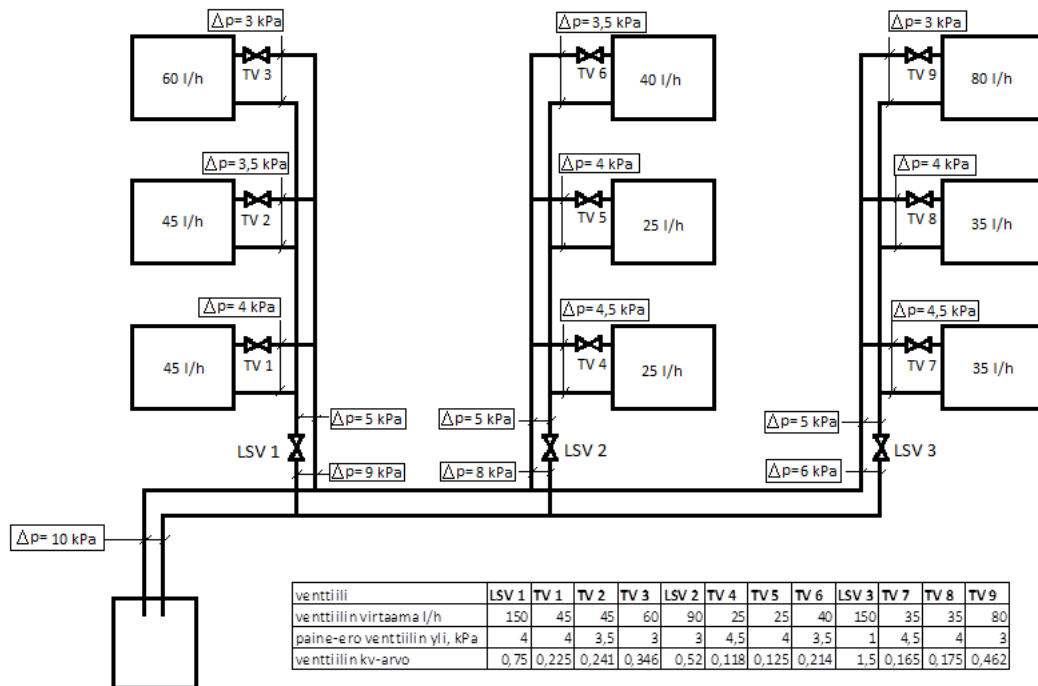 Δp= 3 kPa
Δp= 3,5 kPa
Δp= 3 kPa
60 l/h
TV 3
TV 6
40 l/h
TV 9
80 l/h
Δp= 3,5 kPa
Δp= 4 kPa
Δp= 4 kPa
45 l/h
TV 2
TV 5
25 l/h
TV 8
35 l/h
Δp= 4 kPa
Δp= 4,5 kPa
Δp= 4,5 kPa
45 l/h
TV 1
TV 4
25 l/h
TV 7
35 l/h
Δp= 5 kPa
Δp= 5 kPa
Δp= 5 kPa
LSV 1
LSV 2
LSV 3
Δp= 9 kPa
Δp= 8 kPa
Δp= 6 kPa
Δp= 10 kPa
venttiili LSV 1 TV 1 TV 2 TV 3 LSV 2 TV 4 TV 5 TV 6 LSV 3 TV 7 TV 8 TV 9
venttiilin virtaama l/h 150 45 45 60 90 25 25 40 150 35 35 80
paine-ero venttiilin yli, kPa 4 4 3,5 3 3 4,5 4 3,5 1 4,5 4 3
venttiilin kv-arvo 0,75 0,225 0,241 0,346 0,52 0,118 0,125 0,214 1,5 0,165 0,175 0,462